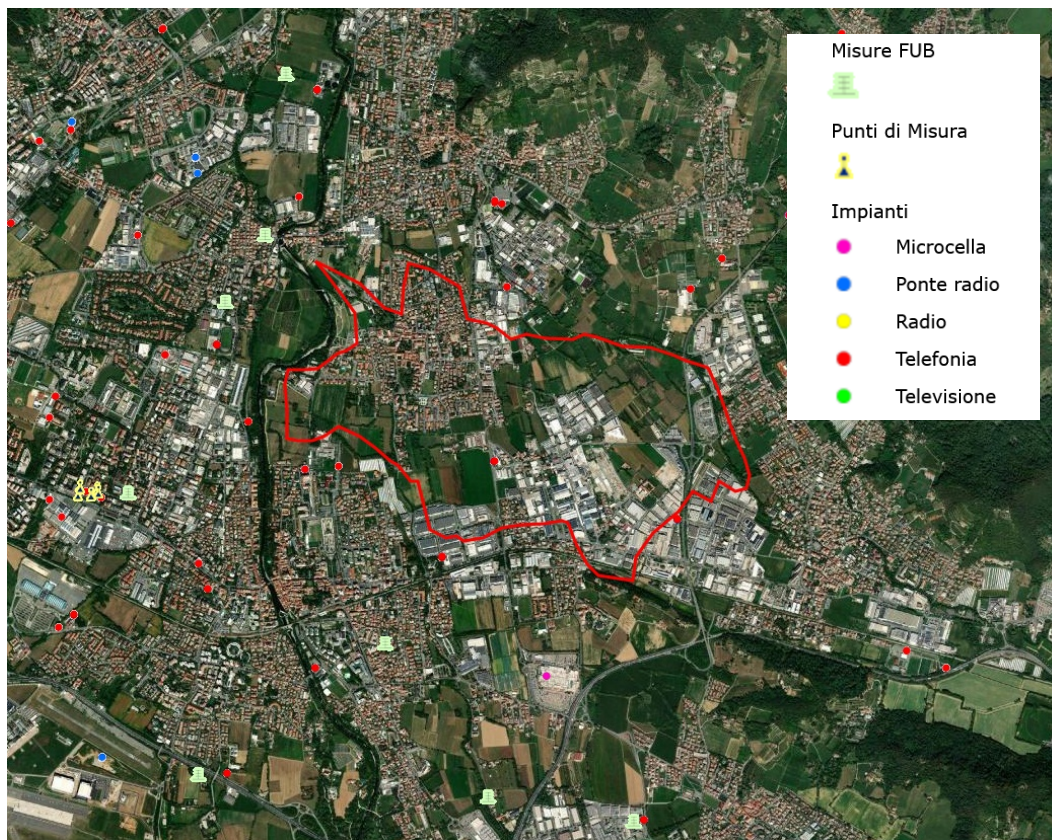 Misure FUB
Punti di Misura
Impianti
Microcella
Ponte radio
Radio
Telefonia
Televisione